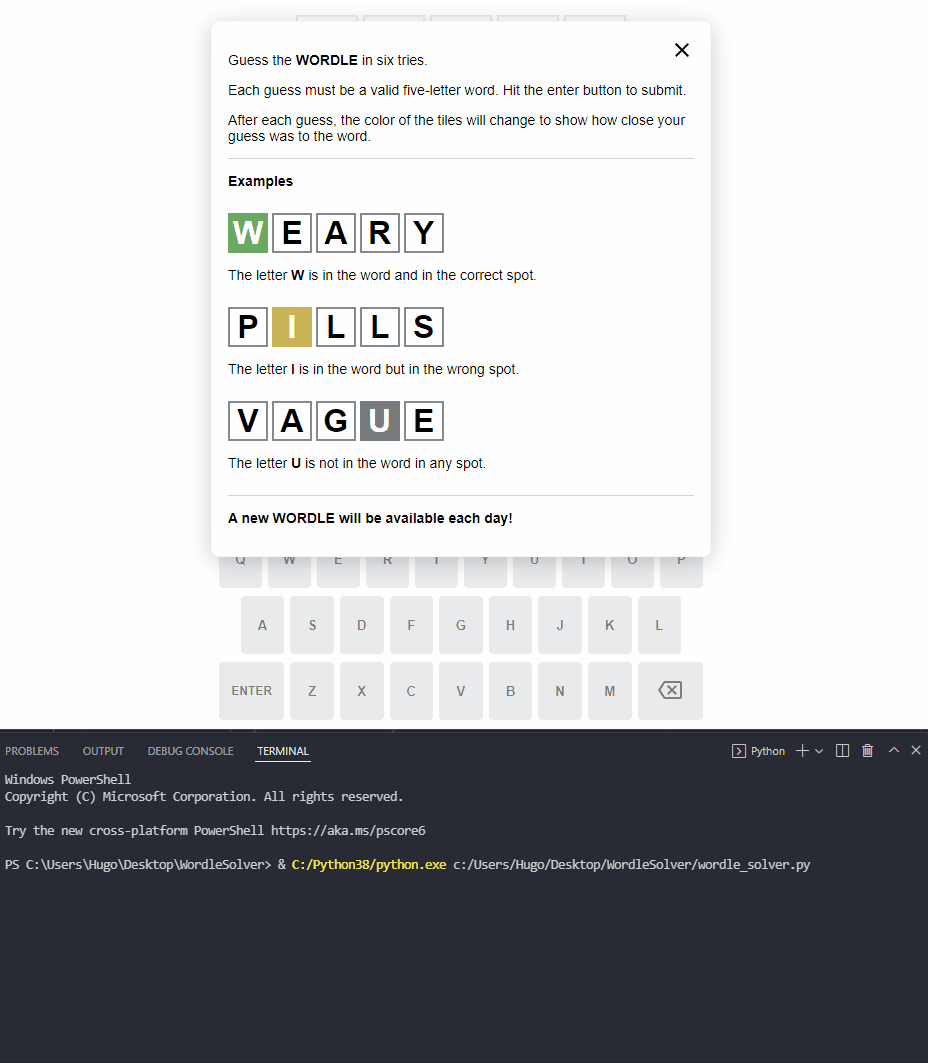 Guess the WORDLE in six tries.
Each guess must be a valid five-letter word. Hit the enter button to submit.
After each guess, the color of the tiles will change to show how close your
guess was to the word.
Examples
W E A R Y
The letter W is in the word and in the correct spot.
P I L L S
The letter I is in the word but in the wrong spot.
V A G U E
The letter U is not in the word in any spot.
A new WORDLE will be available each day!
Q W E R T Y U I O P
A S D F G H J K L
ENTER Z X C V B N M
PROBLEMS OUTPUT DEBUG CONSOLE TERMINAL Python
Windows PowerShell
Copyright (C) Microsoft Corporation. All rights reserved.
Try the new cross-platform PowerShell https://aka.ms/pscore6
PS C:\Users\Hugo\Desktop\WordleSolver> & C:/Python38/python.exe c:/Users/Hugo/Desktop/WordleSolver/wordle_solver.py